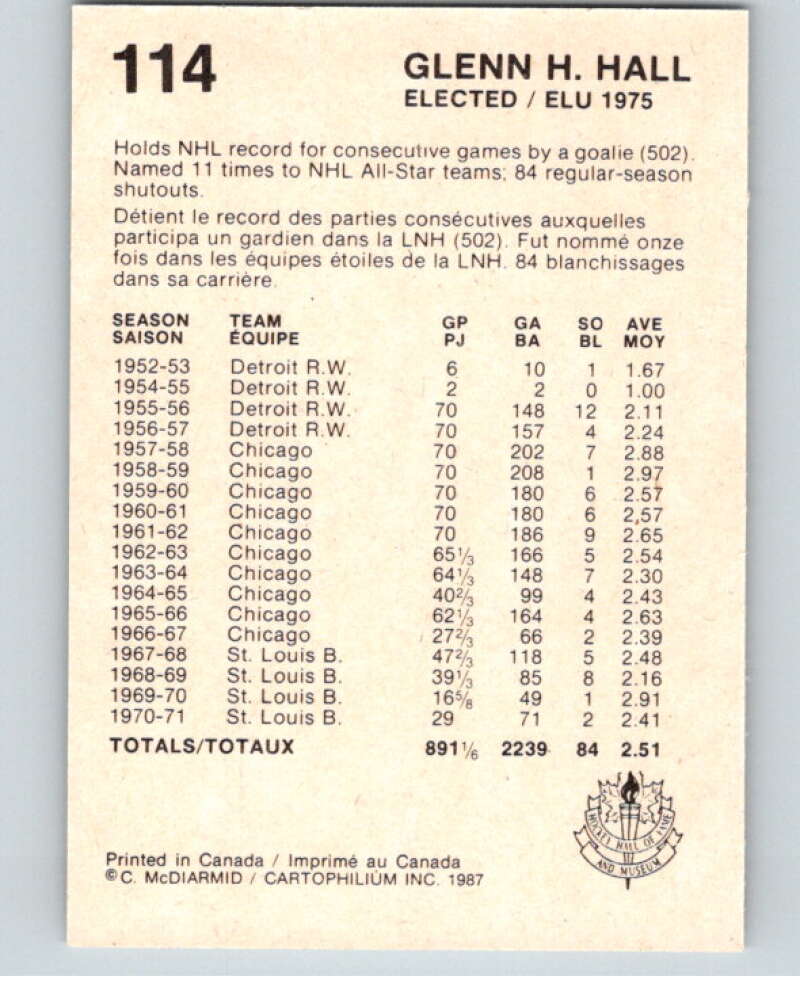 114
GLENN H. HALL
ELECTED / ELU 1975
Holds NHL record for consecutive games by a goalie (502).
Named 11 times to NHL All-Star teams; 84 regular-season
shutouts.
Détient le record des parties consécutives auxquelles
participa un gardien dans la LNH (502). Fut nommé onze
fois dans les équipes étoiles de la LNH. 84 blanchissages
dans sa carrière.
SEASON TEAM GP GA SO AVE
SAISON ÉQUIPE PJ BA BL MOY
1952-53 Detroit R.W. 6 10 1 1.67
1954-55 Detroit R.W. 2 2 0 1.00
1955-56 Detroit R.W. 70 148 12 2.11
1956-57 Detroit R.W. 70 157 4 2.24
1957-58 Chicago 70 202 7 2.88
1958-59 Chicago 70 208 1 2.97
1959-60 Chicago 70 180 6 2.57
1960-61 Chicago 70 180 6 2,57
1961-62 Chicago 70 186 9 2.65
1962-63 Chicago 65⅓ 166 5 2.54
1963-64 Chicago 64⅓ 148 7 2.30
1964-65 Chicago 40⅔ 99 4 2.43
1965-66 Chicago 62⅓ 164 4 2.63
1966-67 Chicago 27⅔ 66 2 2.39
1967-68 St. Louis B. 47⅔ 118 5 2.48
1968-69 St. Louis B. 39⅓ 85 8 2.16
1969-70 St. Louis B. 16⅝ 49 1 2.91
1970-71 St. Louis B. 29 71 2 2.41
TOTALS/TOTAUX 891⅙ 2239 84 2.51
HOCKEY HALL OF FAME
AND MUSEUM
Printed in Canada / Imprimé au Canada
© C. McDIARMID / CARTOPHILIUM INC. 1987